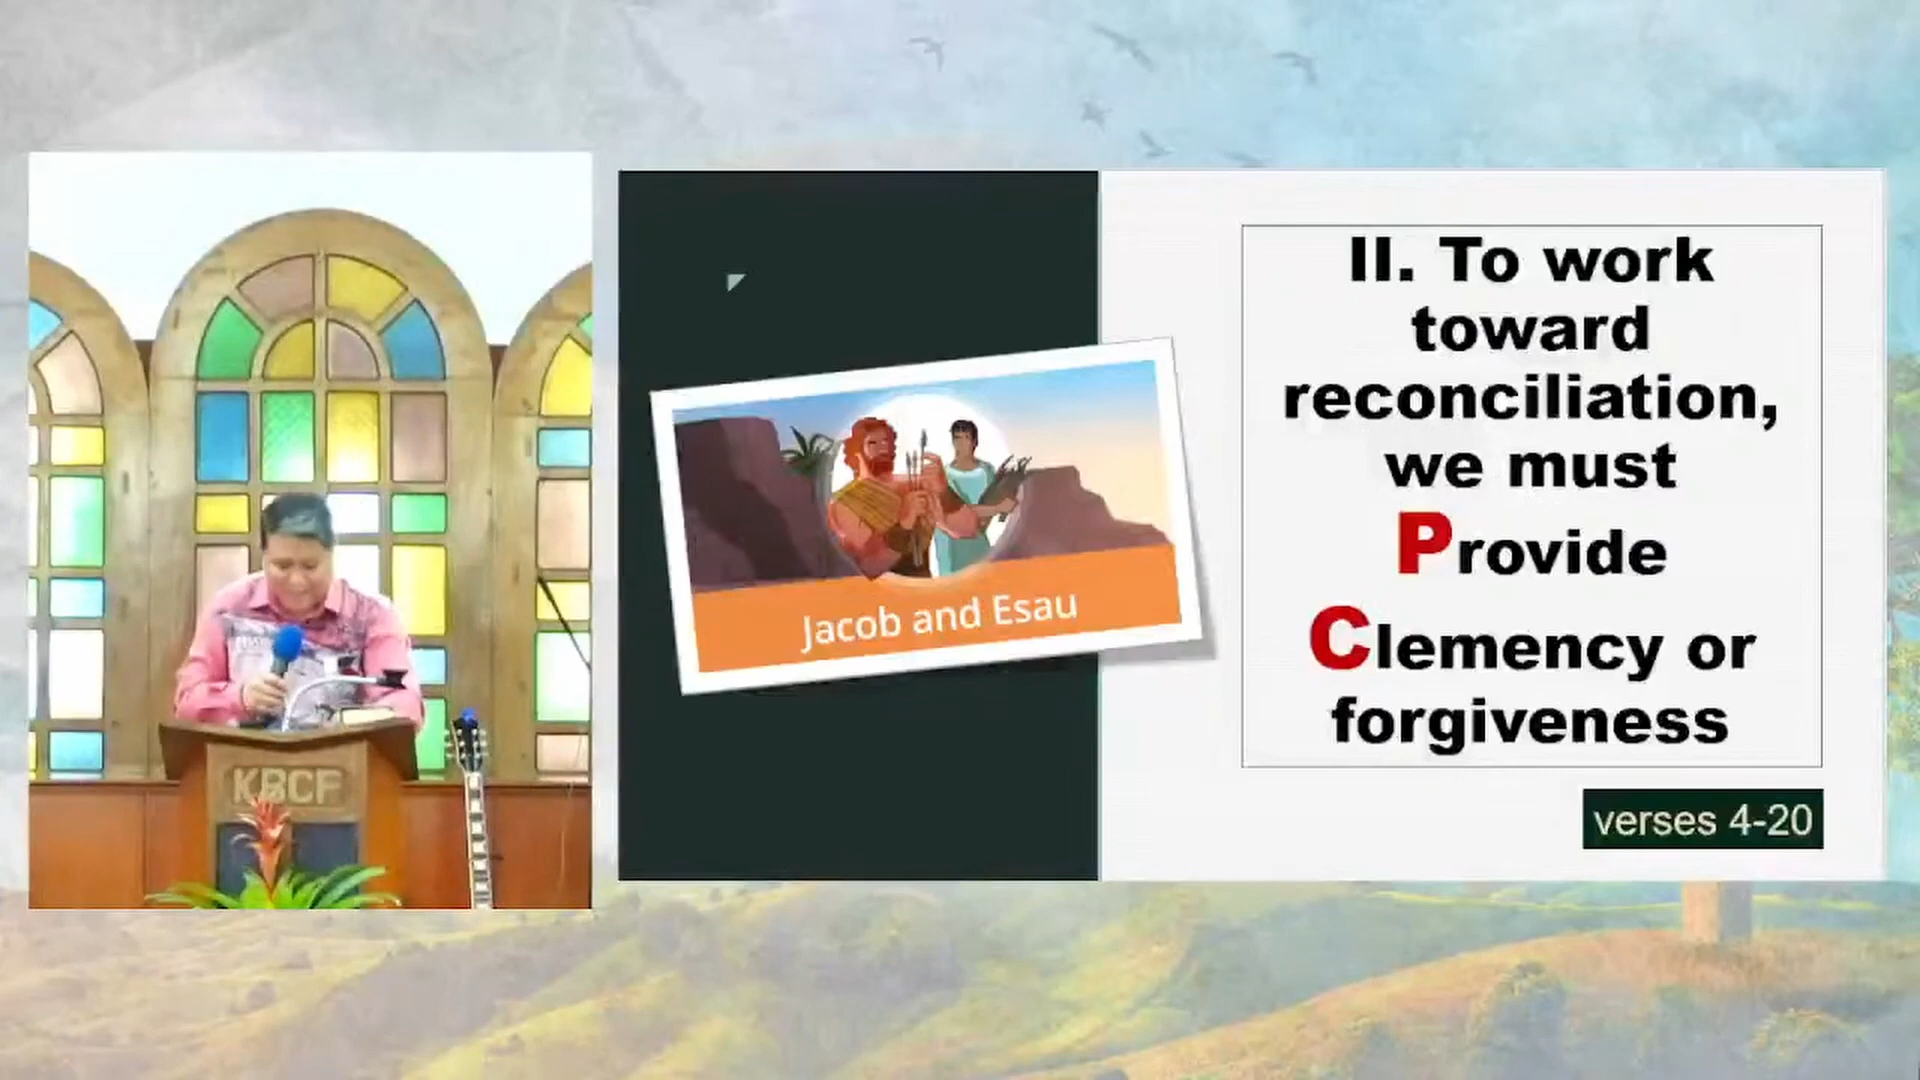 KBCF
Jacob and Esau
II. To work
toward
reconciliation,
we must
Provide
Clemency or
forgiveness
verses 4-20